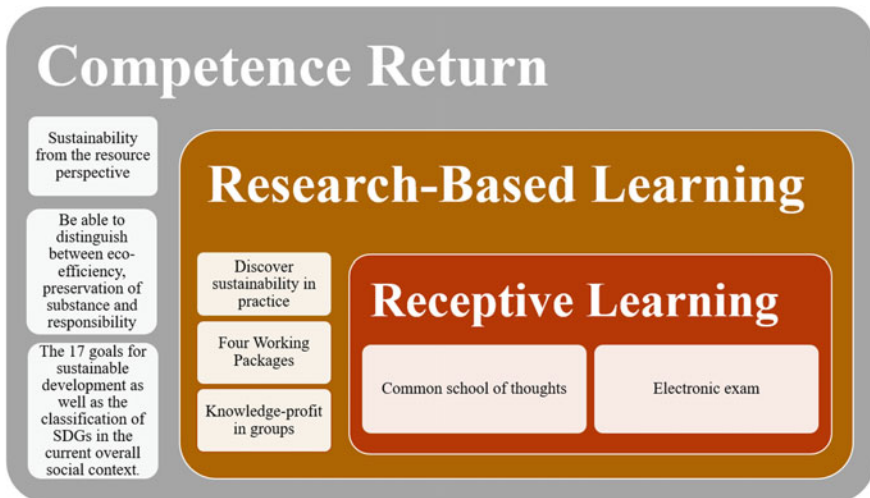 Competence Return
Sustainability
from the resource
perspective
Be able to
distinguish
between eco-
efficiency,
preservation of
substance and
responsibility
The 17 goals for
sustainable
development as
well as the
classification of
SDGs in the
current overall
social context.
Research-Based Learning
Discover
sustainability in
practice
Four Working
Packages
Knowledge-profit
in groups
Receptive Learning
Common school of thoughts
Electronic exam